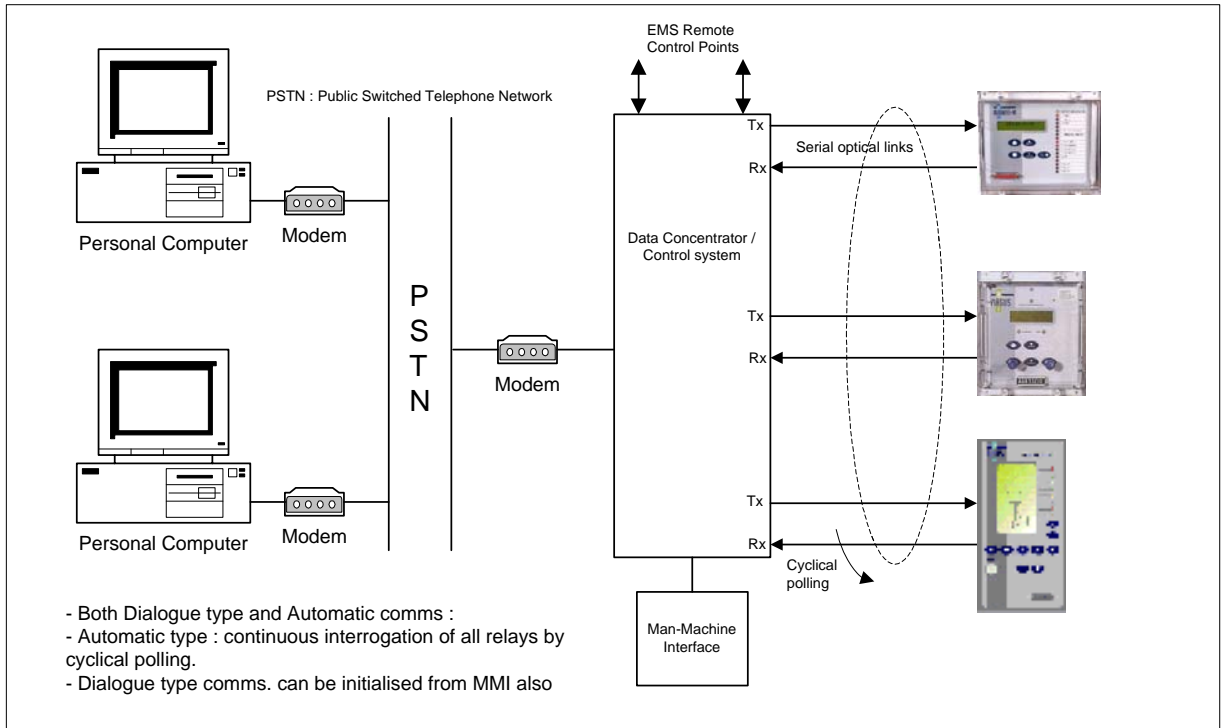 EMS Remote
Control Points
PSTN : Public Switched Telephone Network
Tx
Serial optical links
Rx
Personal Computer
Modem
Data Concentrator /
Control system
P
S
T
N
Tx
Rx
Modem
Personal Computer
Modem
Tx
Rx
Cyclical
polling
Man-Machine
Interface
- Both Dialogue type and Automatic comms :
- Automatic type : continuous interrogation of all relays by
cyclical polling.
- Dialogue type comms. can be initialised from MMI also